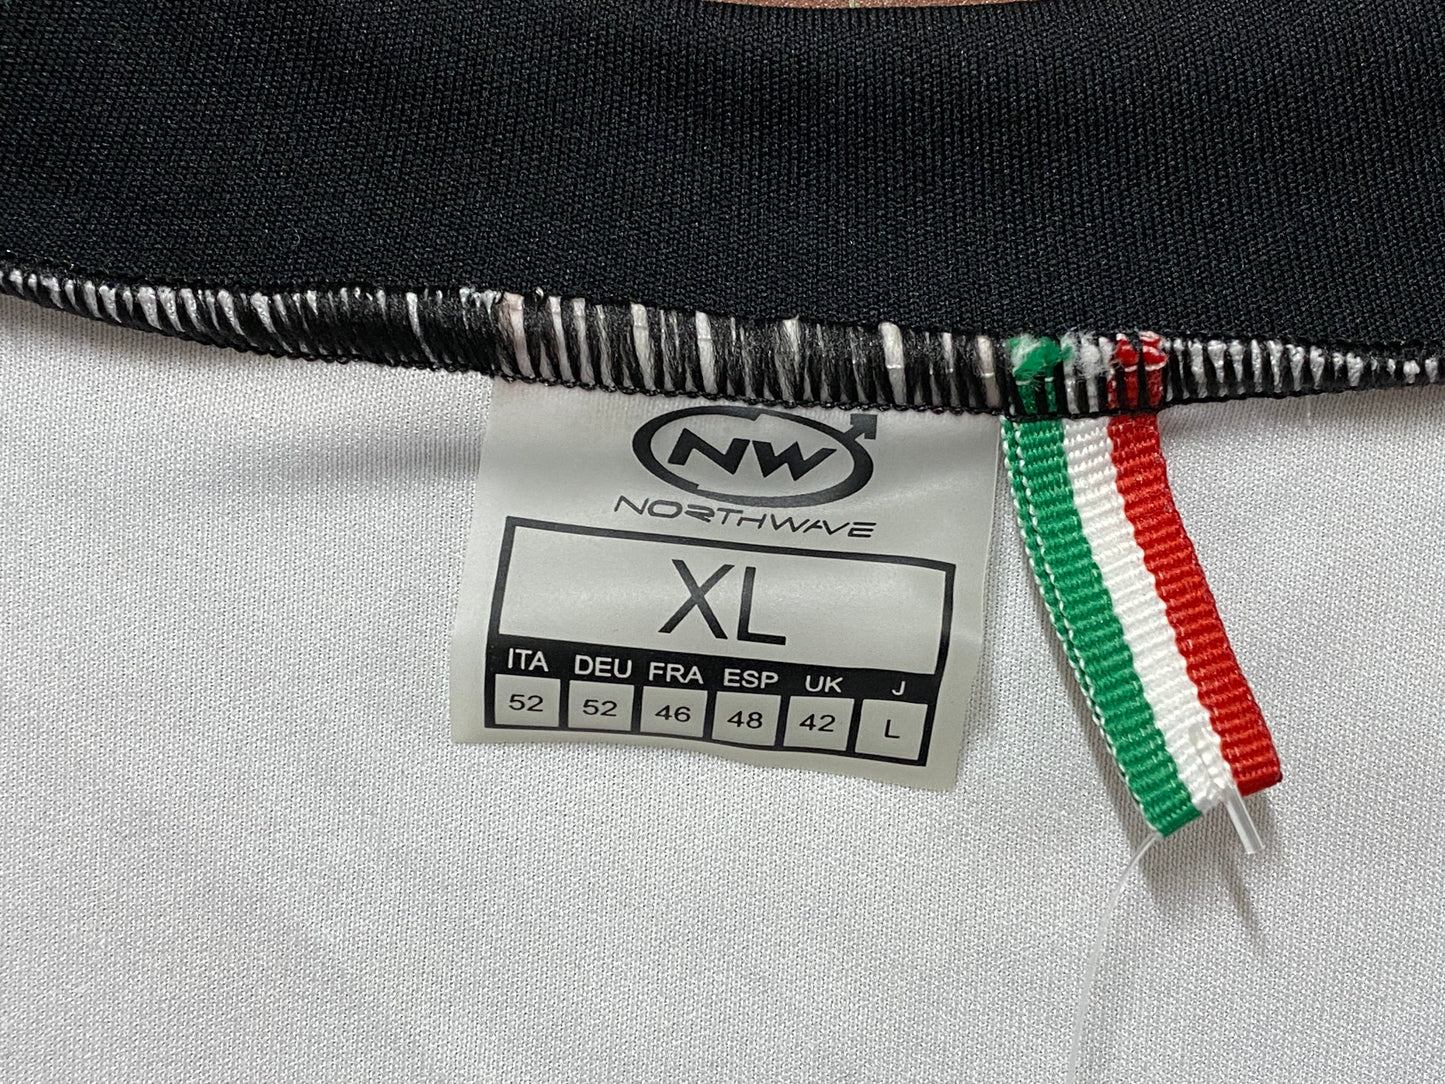 NW
NORTHWAVE
XL
ITA DEU FRA ESP UK J
52 52 46 48 42 L